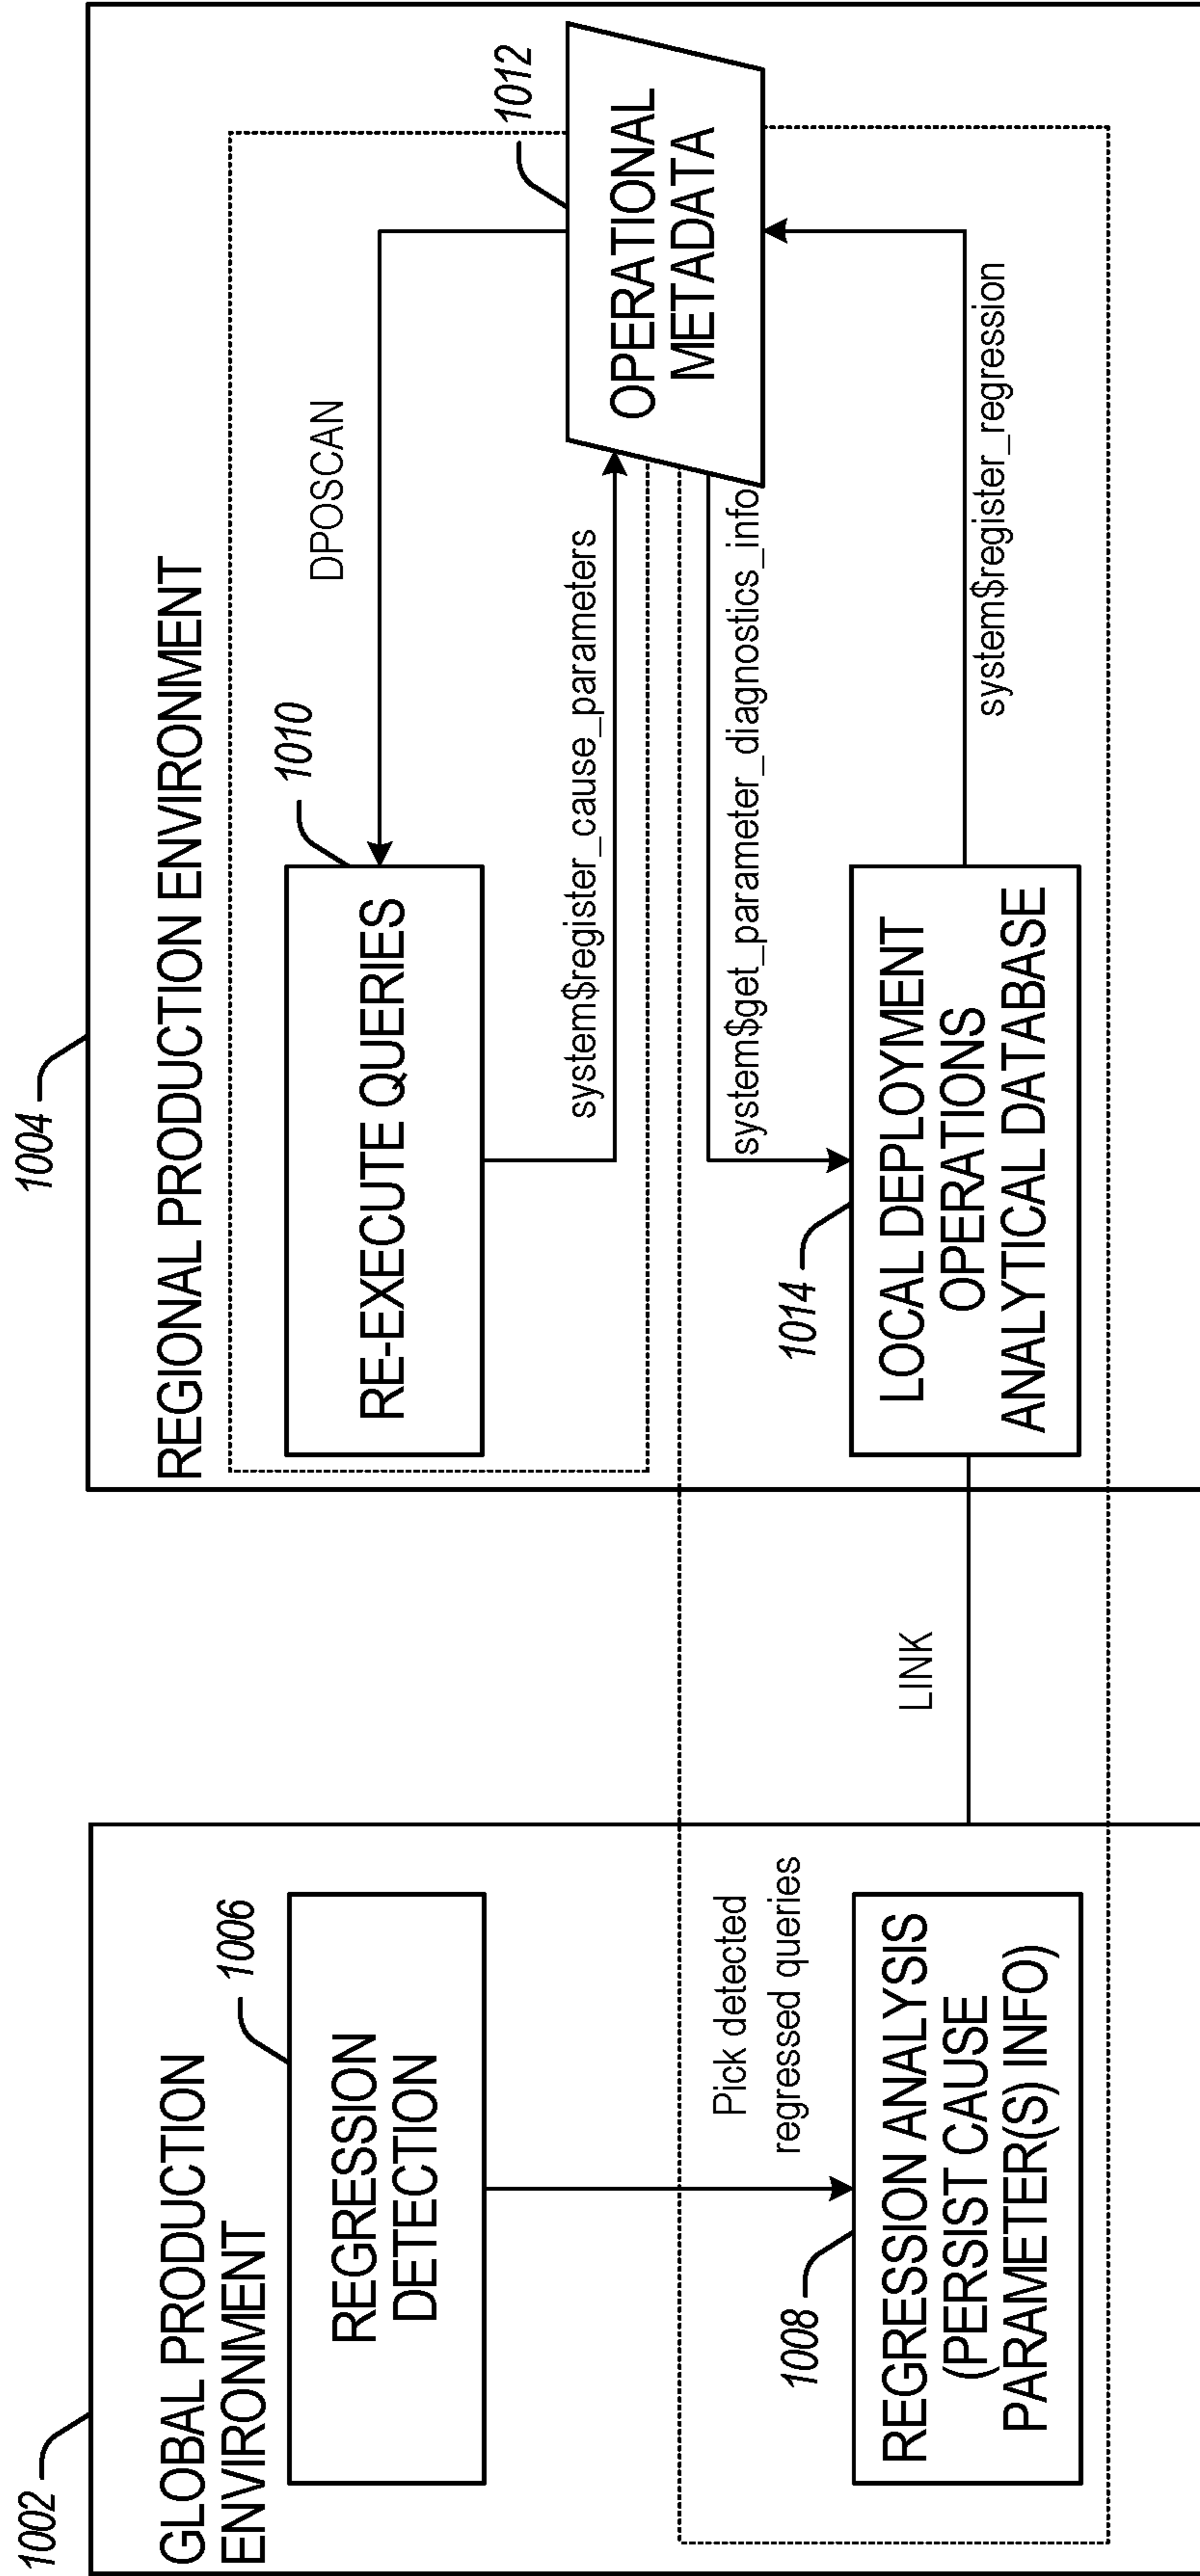 1002
GLOBAL PRODUCTION
ENVIRONMENT
1006
REGRESSION
DETECTION
Pick detected
regressed queries
1008
REGRESSION ANALYSIS
(PERSIST CAUSE
PARAMETER(S) INFO)
LINK
1004
REGIONAL PRODUCTION ENVIRONMENT
1010
RE-EXECUTE QUERIES
DPOSCAN
system$register_cause_parameters
1012
OPERATIONAL
METADATA
system$get_parameter_diagnostics_info
1014
LOCAL DEPLOYMENT
OPERATIONS
ANALYTICAL DATABASE
system$register_regression